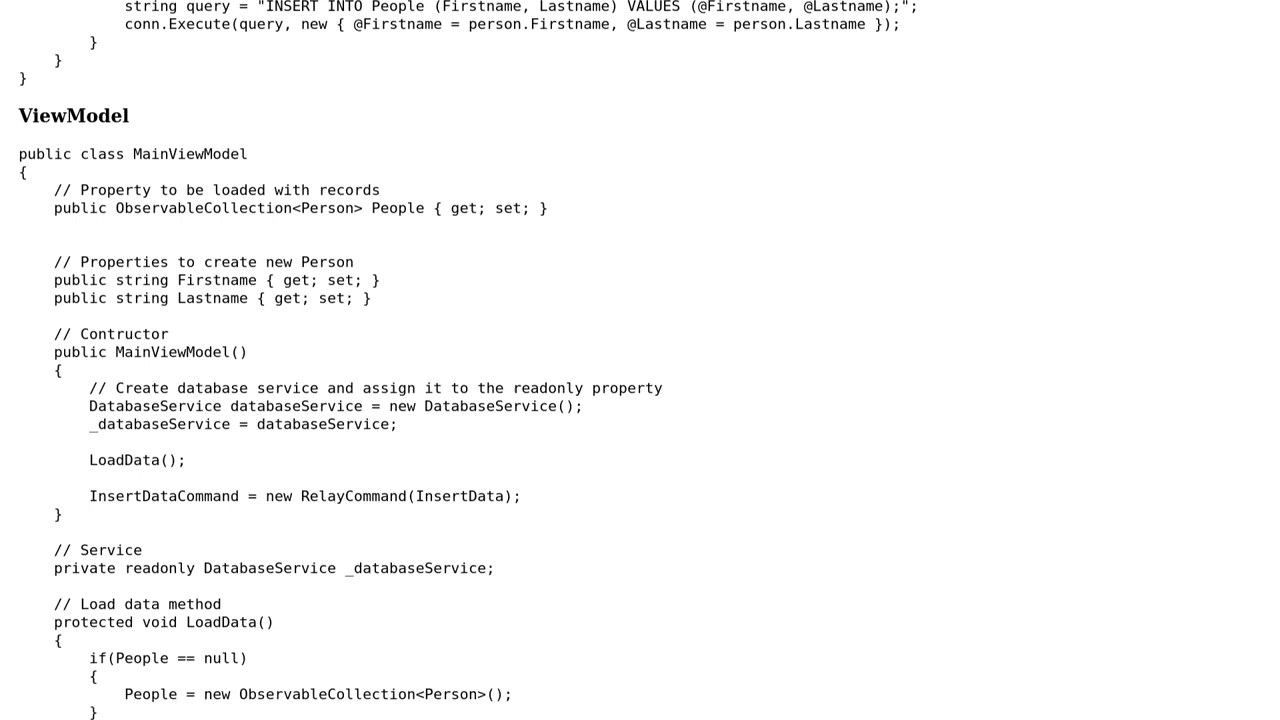 string query = "INSERT INTO People (Firstname, Lastname) VALUES (@Firstname, @Lastname);";
            conn.Execute(query, new { @Firstname = person.Firstname, @Lastname = person.Lastname });
        }
    }
}
ViewModel
public class MainViewModel
{
    // Property to be loaded with records
    public ObservableCollection<Person> People { get; set; }
    // Properties to create new Person
    public string Firstname { get; set; }
    public string Lastname { get; set; }
    // Contructor
    public MainViewModel()
    {
        // Create database service and assign it to the readonly property
        DatabaseService databaseService = new DatabaseService();
        _databaseService = databaseService;
        LoadData();
        InsertDataCommand = new RelayCommand(InsertData);
    }
    // Service
    private readonly DatabaseService _databaseService;
    // Load data method
    protected void LoadData()
    {
        if(People == null)
        {
            People = new ObservableCollection<Person>();
        }